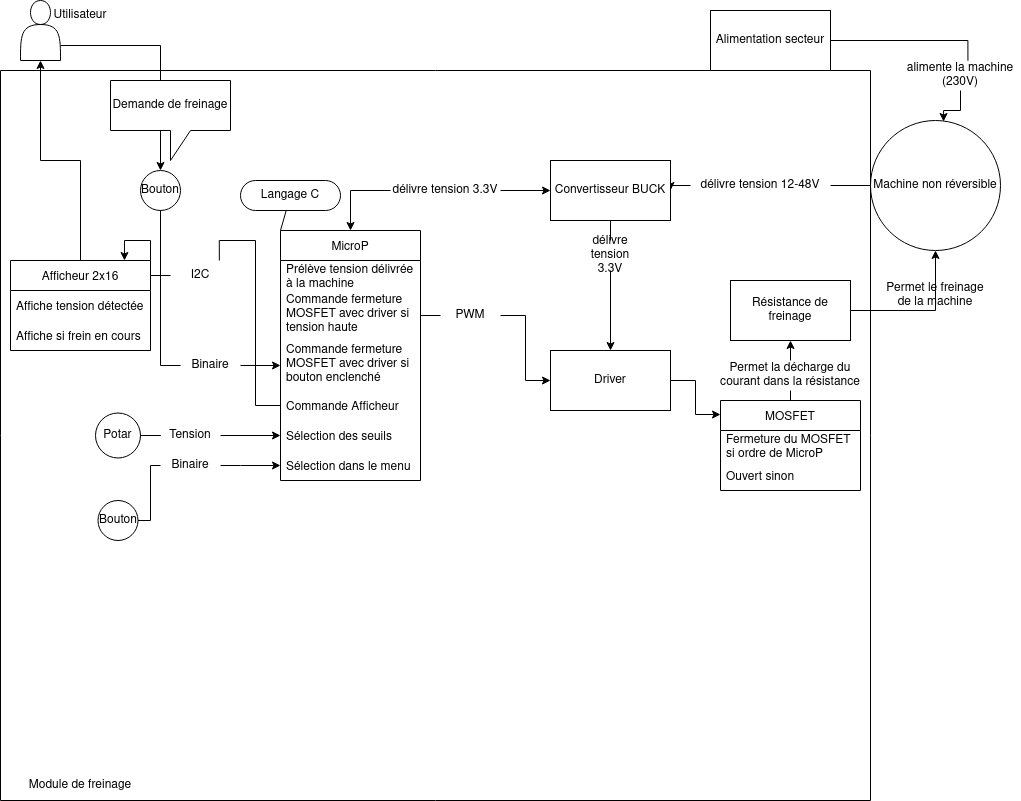 Utilisateur
Alimentation secteur
alimente la machine
(230V)
Demande de freinage
Bouton
Langage C
délivre tension 3.3V
Convertisseur BUCK
délivre tension 12-48V
Machine non réversible
MicroP
Prélève tension délivrée
à la machine
Commande fermeture
MOSFET avec driver si
tension haute
Commande fermeture
MOSFET avec driver si
bouton enclenché
Commande Afficheur
Sélection des seuils
Sélection dans le menu
délivre
tension
3.3V
Afficheur 2x16
Affiche tension détectée
Affiche si frein en cours
I2C
Binaire
PWM
Résistance de
freinage
Permet le freinage
de la machine
Driver
Permet la décharge du
courant dans la résistance
MOSFET
Fermeture du MOSFET
si ordre de MicroP
Ouvert sinon
Potar
Tension
Binaire
Bouton
Module de freinage